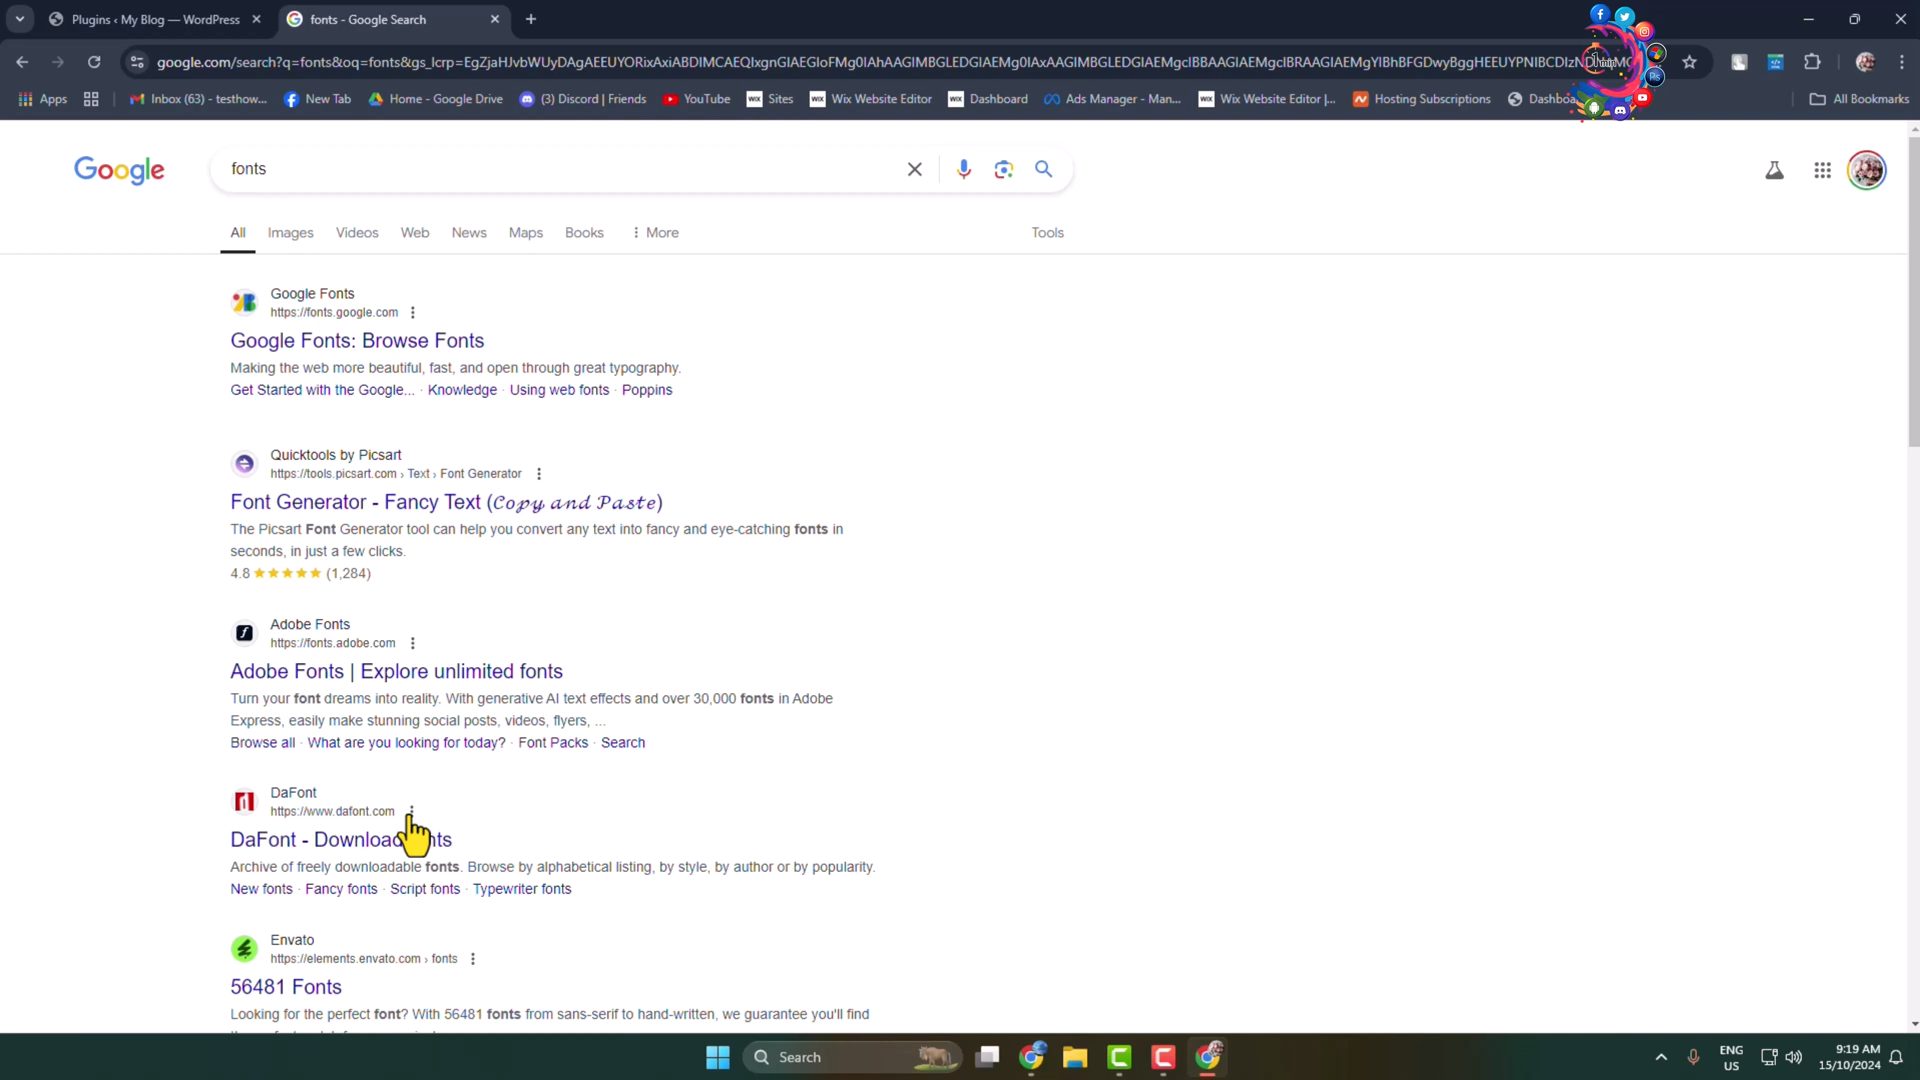 Plugins ‹ My Blog — WordPress
fonts - Google Search
google.com/search?q=fonts&oq=fonts&gs_lcrp=
Apps
Inbox (63) - testhow...
New Tab
Home - Google Drive
(3) Discord | Friends
YouTube
Sites
Wix Website Editor
Dashboard
Ads Manager - Man...
Wix Website Editor |...
Hosting Subscriptions
All Bookmarks
Google
fonts
All Images Videos Web News Maps Books More Tools
Google Fonts
https://fonts.google.com
Google Fonts: Browse Fonts
Making the web more beautiful, fast, and open through great typography.
Get Started with the Google... · Knowledge · Using web fonts · Poppins
Quicktools by Picsart
https://tools.picsart.com › Text › Font Generator
Font Generator - Fancy Text (𝓒𝓸𝓹𝔂 𝓪𝓷𝓭 𝓟𝓪𝓼𝓽𝓮)
The Picsart Font Generator tool can help you convert any text into fancy and eye-catching fonts in
seconds, in just a few clicks.
4.8 ★★★★★ (1,284)
Adobe Fonts
https://fonts.adobe.com
Adobe Fonts | Explore unlimited fonts
Turn your font dreams into reality. With generative AI text effects and over 30,000 fonts in Adobe
Express, easily make stunning social posts, videos, flyers, ...
Browse all · What are you looking for today? · Font Packs · Search
DaFont
https://www.dafont.com
DaFont - Download
Archive of freely downloadable fonts. Browse by alphabetical listing, by style, by author or by popularity.
New fonts · Fancy fonts · Script fonts · Typewriter fonts
Envato
https://elements.envato.com › fonts
56481 Fonts
Looking for the perfect font? With 56481 fonts from sans-serif to hand-written, we guarantee you'll find
Search
ENG
US
9:19 AM
15/10/2024